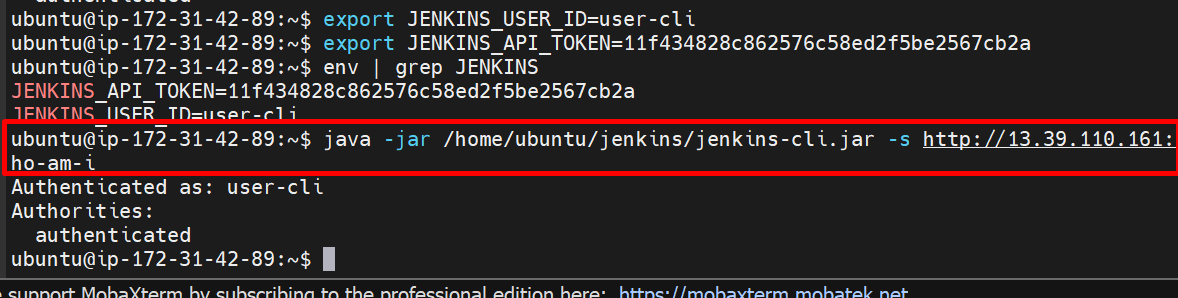 authenticated
ubuntu@ip-172-31-42-89:~$ export JENKINS_USER_ID=user-cli
ubuntu@ip-172-31-42-89:~$ export JENKINS_API_TOKEN=11f434828c862576c58ed2f5be2567cb2a
ubuntu@ip-172-31-42-89:~$ env | grep JENKINS
JENKINS_API_TOKEN=11f434828c862576c58ed2f5be2567cb2a
JENKINS_USER_ID=user-cli
ubuntu@ip-172-31-42-89:~$ java -jar /home/ubuntu/jenkins/jenkins-cli.jar -s http://13.39.110.161:
ho-am-i
Authenticated as: user-cli
Authorities:
  authenticated
ubuntu@ip-172-31-42-89:~$
support MobaXterm by subscribing to the professional edition here: https://mobaxterm.mobatek.net